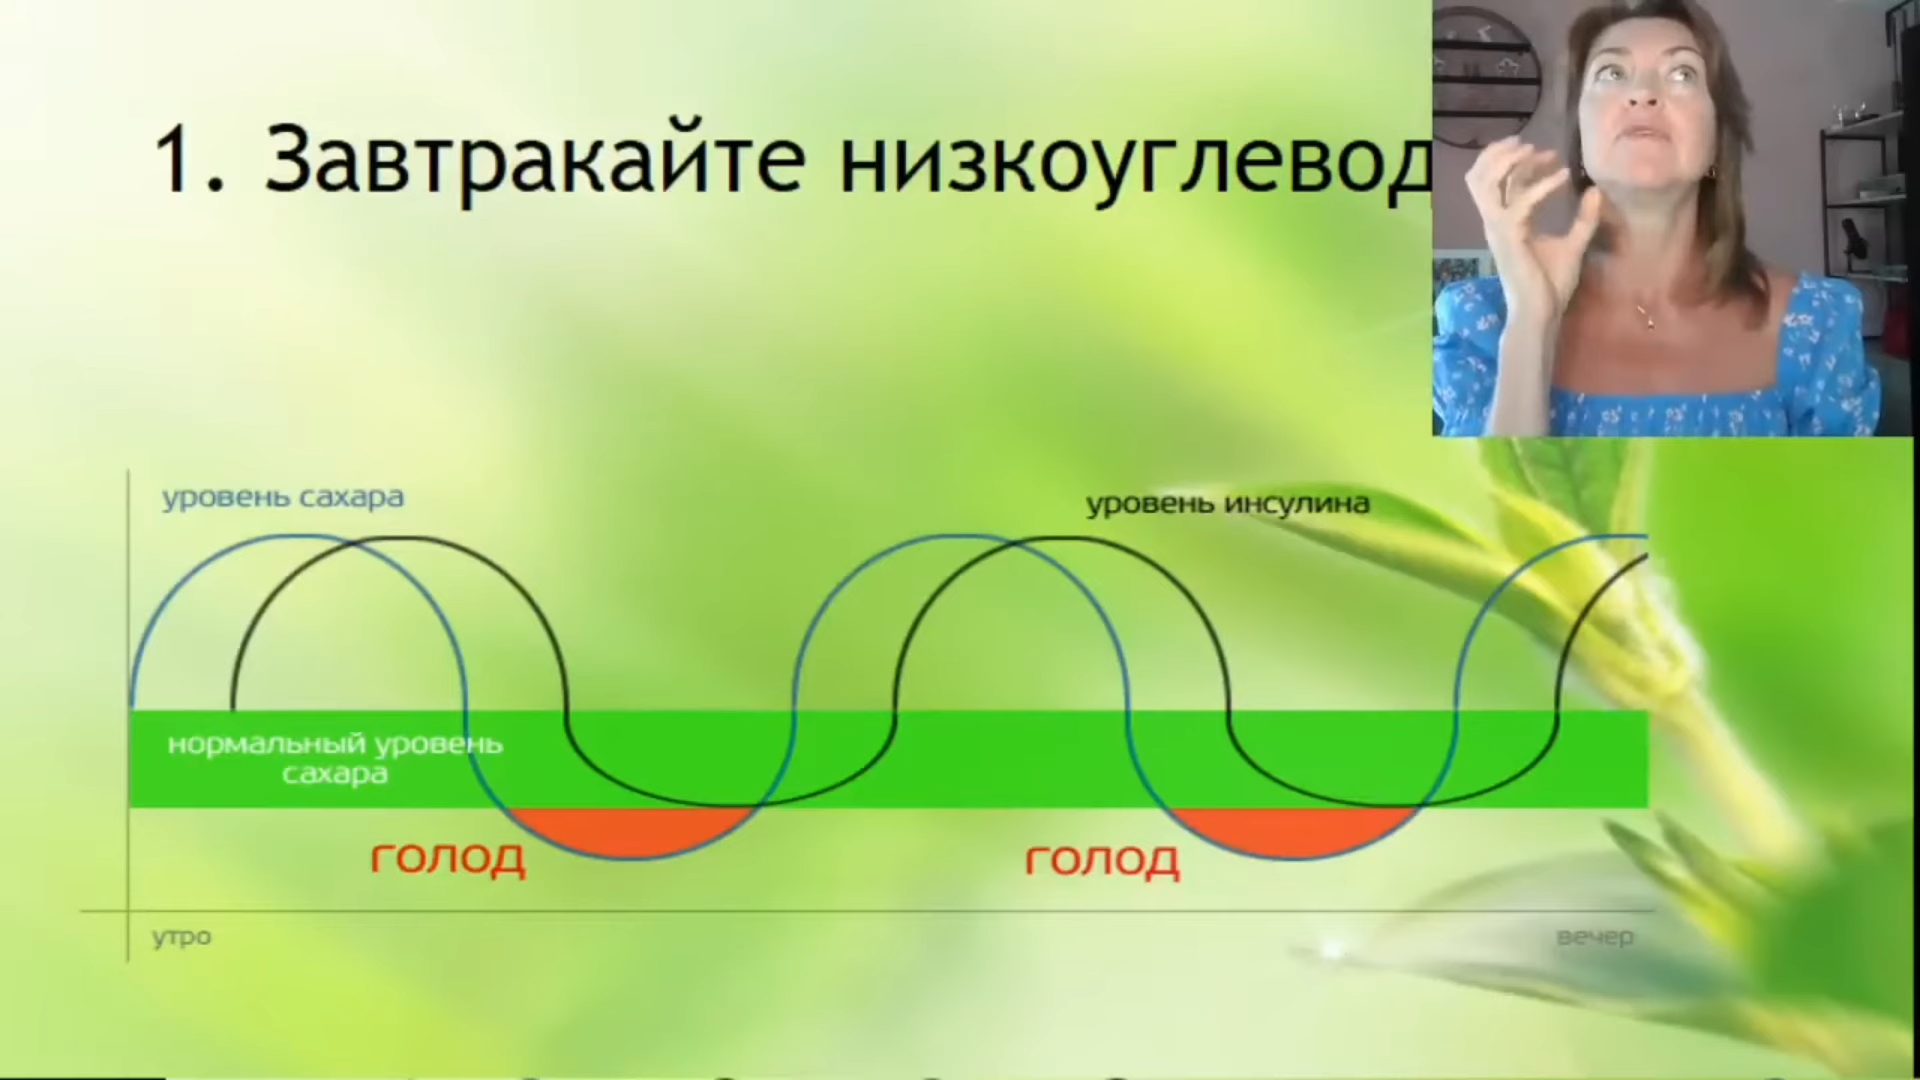 1. Завтракайте низкоуглевод
уровень сахара
уровень инсулина
нормальный уровень
сахара
голод
голод
утро
вечер